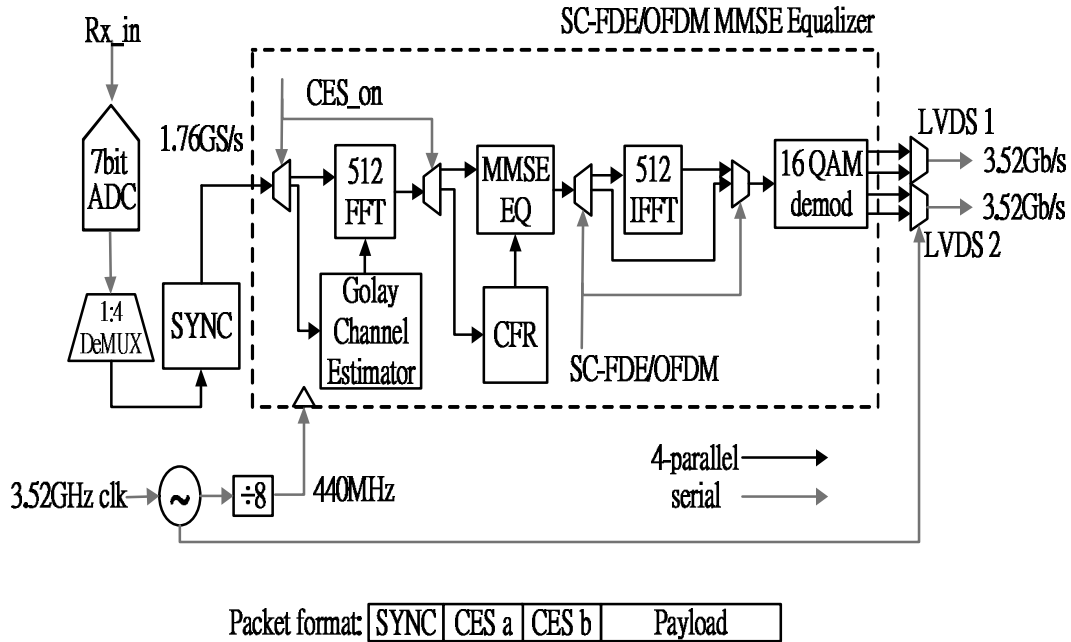 SC-FDE/OFDM MMSE Equalizer
Rx_in
CES_on
1.76GS/s
7bit
ADC
512
FFT
MMSE
EQ
512
IFFT
16 QAM
demod
LVDS 1
3.52Gb/s
3.52Gb/s
LVDS 2
1:4
DeMUX
SYNC
Golay
Channel
Estimator
CFR
SC-FDE/OFDM
4-parallel
serial
3.52GHz clk
~
÷8
440MHz
Packet format: SYNC CES a CES b Payload